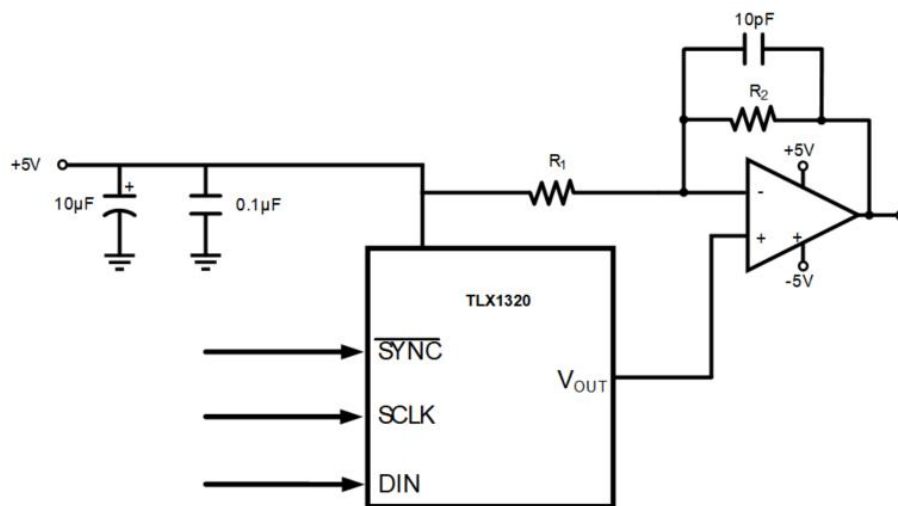 10pF
R₂
+5V
R₁
+5V
10µF
+
0.1µF
-
+
+
-5V
TLX1320
SYNC
VOUT
SCLK
DIN